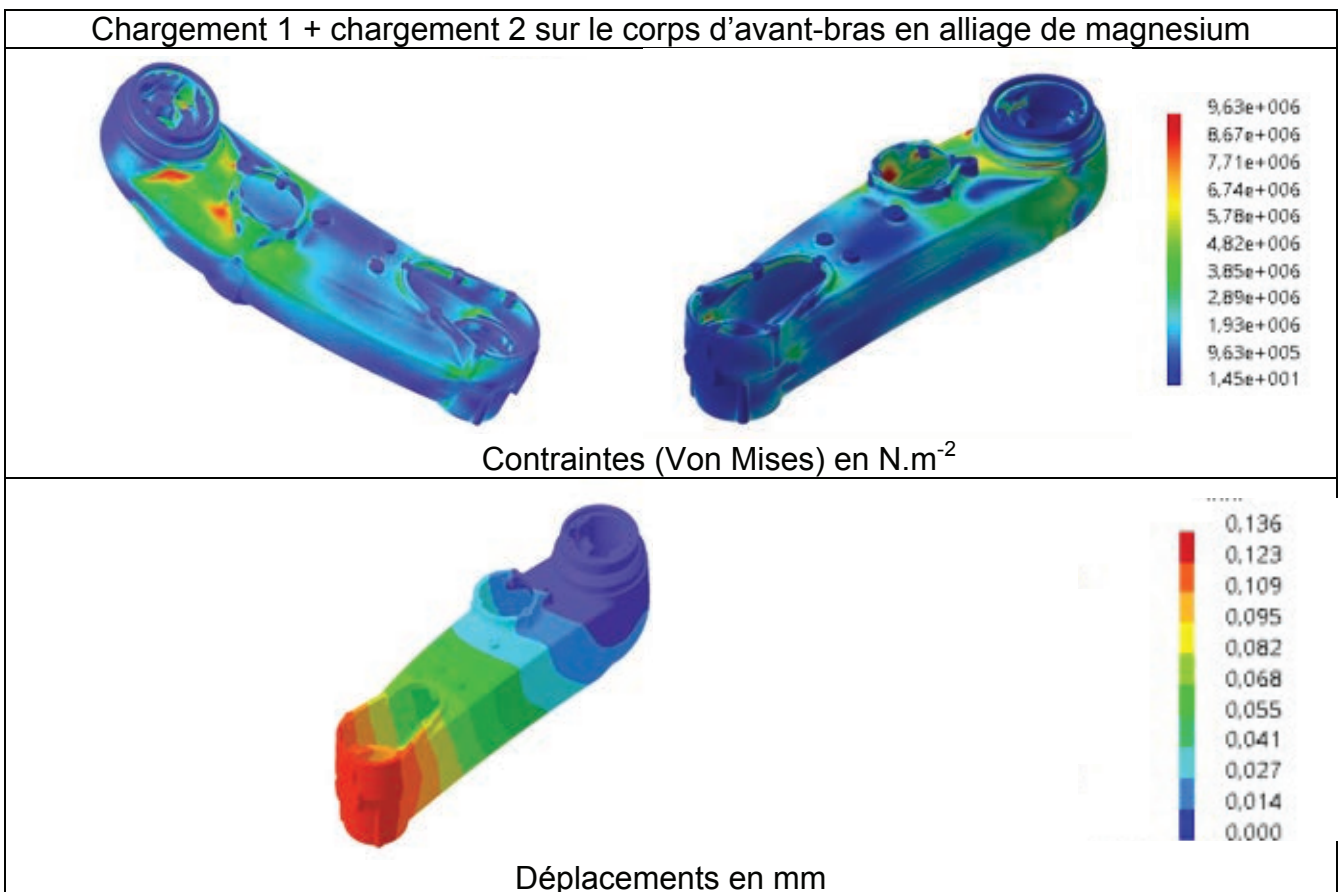 Chargement 1 + chargement 2 sur le corps d'avant-bras en alliage de magnesium
9,63e+006
8,67e+006
7,71e+006
6,74e+006
5,78e+006
4,82e+006
3,85e+006
2,89e+006
1,93e+006
9,63e+005
1,45e+001
Contraintes (Von Mises) en N.m⁻²
0,136
0,123
0,109
0,095
0,082
0,068
0,055
0,041
0,027
0,014
0,000
Déplacements en mm